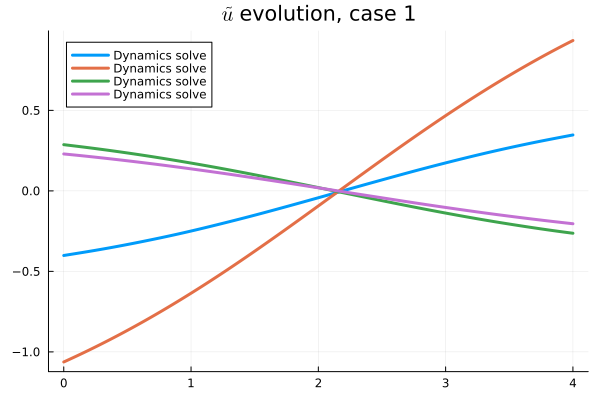 ũ evolution, case 1
Dynamics solve
Dynamics solve
Dynamics solve
Dynamics solve
0.5
0.0
−0.5
−1.0
0 1 2 3 4